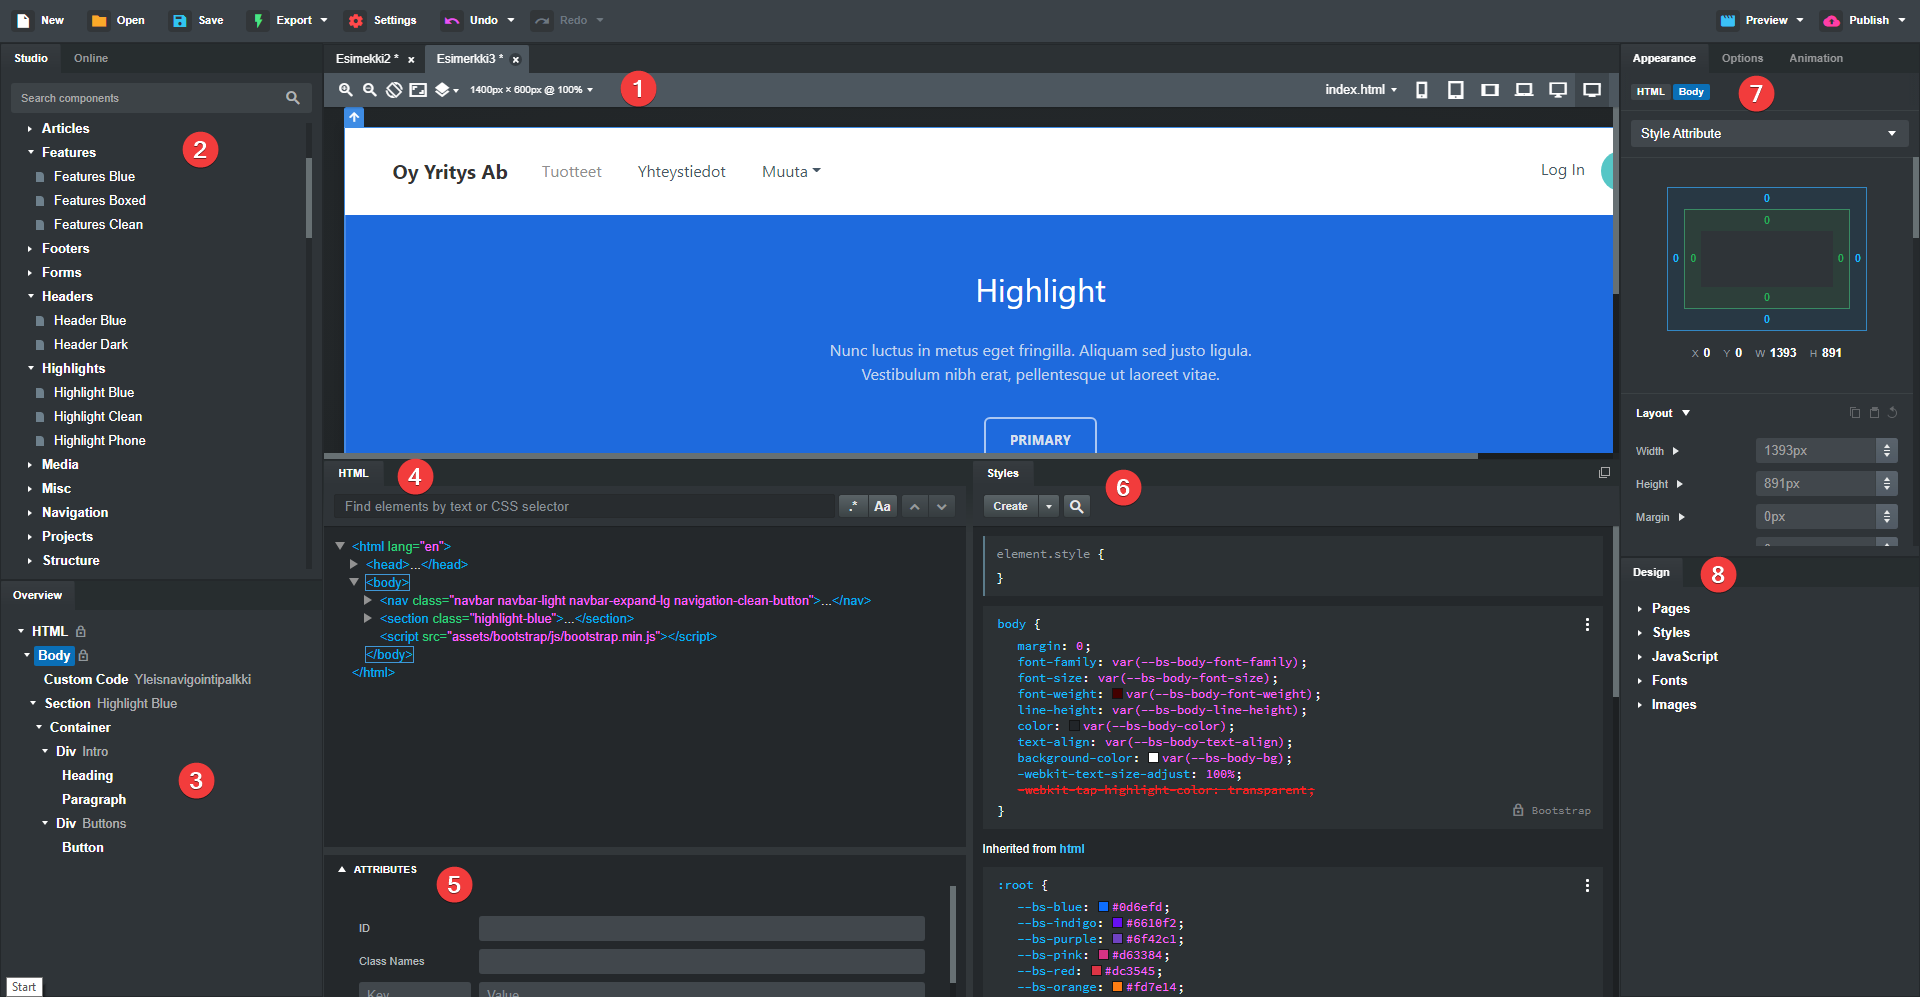 New Open Save Export Settings Undo Redo Preview Publish
Studio Online
Search components
Articles
Features
Features Blue
Features Boxed
Features Clean
Footers
Forms
Headers
Header Blue
Header Dark
Highlights
Highlight Blue
Highlight Clean
Highlight Phone
Media
Misc
Navigation
Projects
Structure
2
Overview
HTML
Body
Custom Code Yleisnavigointipalkki
Section Highlight Blue
Container
Div Intro
Heading
Paragraph
Div Buttons
Button
3
Start
Esimekki2 * × Esimerkki3 * ×
1400px × 600px @ 100% 1 index.html
Oy Yritys Ab Tuotteet Yhteystiedot Muuta Log In
Highlight
Nunc luctus in metus eget fringilla. Aliquam sed justo ligula.
Vestibulum nibh erat, pellentesque ut laoreet vitae.
PRIMARY
HTML 4
Find elements by text or CSS selector .* Aa
<html lang="en">
<head>...</head>
<body>
<nav class="navbar navbar-light navbar-expand-lg navigation-clean-button">...</nav>
<section class="highlight-blue">...</section>
<script src="assets/bootstrap/js/bootstrap.min.js"></script>
</body>
</html>
ATTRIBUTES 5
ID
Class Names
Key Value
Styles
Create 6
element.style {
}
body {
margin: 0;
font-family: var(--bs-body-font-family);
font-size: var(--bs-body-font-size);
font-weight: var(--bs-body-font-weight);
line-height: var(--bs-body-line-height);
color: var(--bs-body-color);
text-align: var(--bs-body-text-align);
background-color: var(--bs-body-bg);
-webkit-text-size-adjust: 100%;
-webkit-tap-highlight-color: transparent;
}
Bootstrap
Inherited from html
:root {
--bs-blue: #0d6efd;
--bs-indigo: #6610f2;
--bs-purple: #6f42c1;
--bs-pink: #d63384;
--bs-red: #dc3545;
--bs-orange: #fd7e14;
Appearance Options Animation
HTML Body 7
Style Attribute
0
0
0 0 0 0
0
0
X 0 Y 0 W 1393 H 891
Layout
Width 1393px
Height 891px
Margin 0px
Design 8
Pages
Styles
JavaScript
Fonts
Images